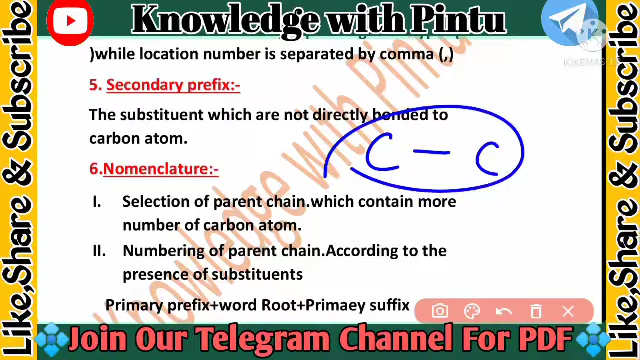 Knowledge with Pintu
)while location number is separated by comma (,)
5. Secondary prefix:-
The substituent which are not directly bonded to
carbon atom.
C — C
6.Nomenclature:-
I. Selection of parent chain.which contain more
number of carbon atom.
II. Numbering of parent chain.According to the
presence of substituents
Primary prefix+word Root+Primaey suffix
Join Our Telegram Channel For PDF
Like,Share & Subscribe
Like,Share & Subscribe
Knowledge with Pintu